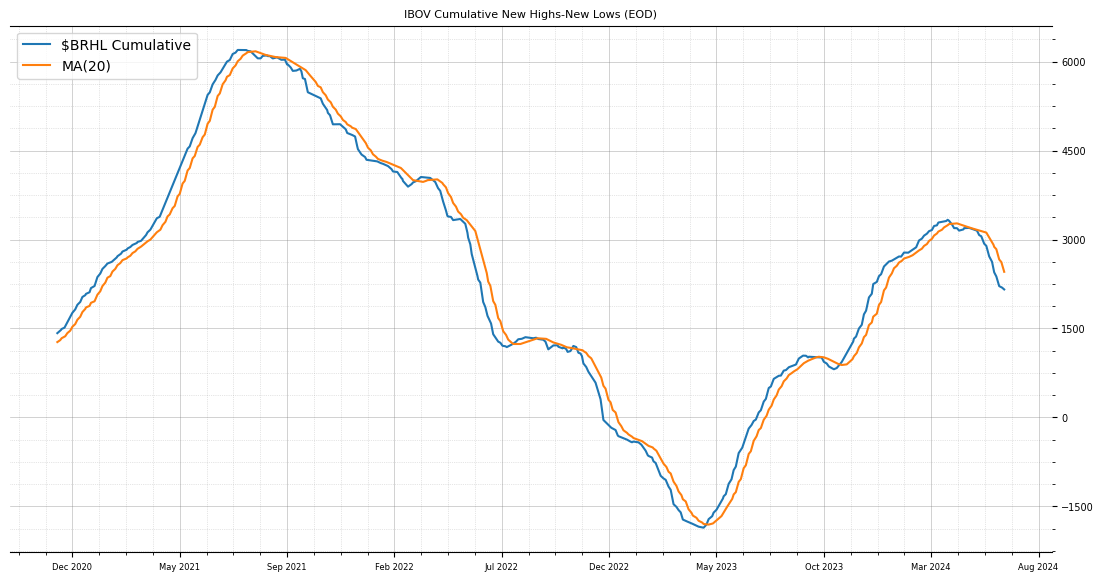 IBOV Cumulative New Highs-New Lows (EOD)
$BRHL Cumulative
MA(20)
6000
4500
3000
1500
0
−1500
Dec 2020 May 2021 Sep 2021 Feb 2022 Jul 2022 Dec 2022 May 2023 Oct 2023 Mar 2024 Aug 2024